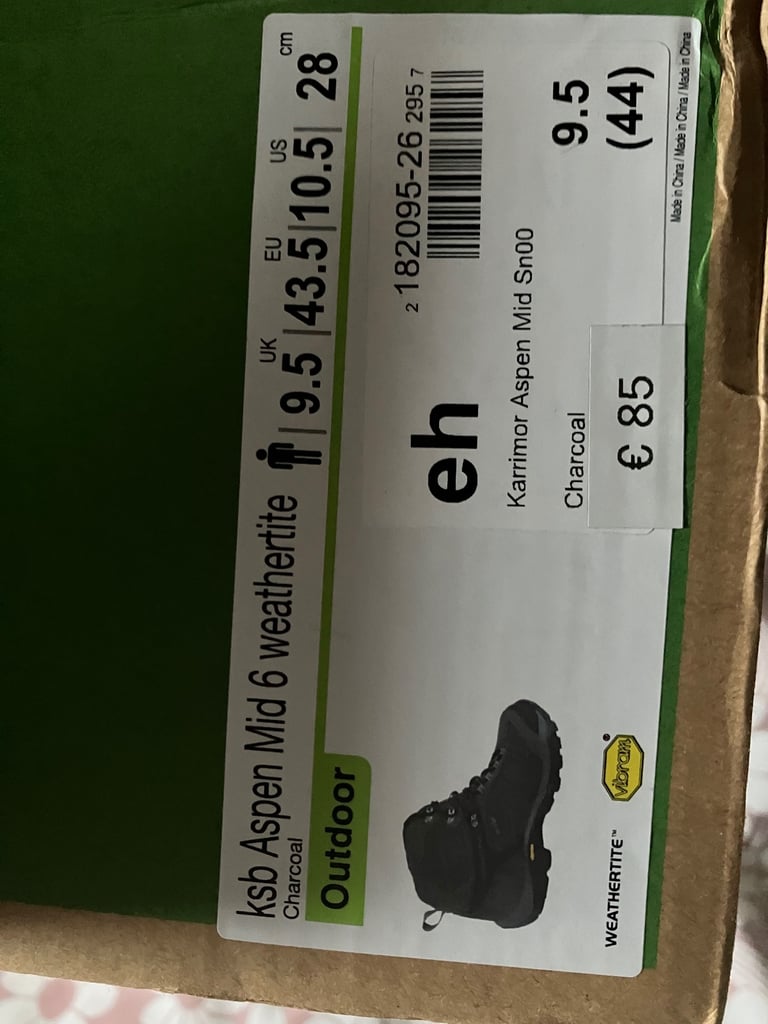 ksb Aspen Mid 6 weathertite
Charcoal
UK EU US cm
| 9.5 | 43.5 | 10.5 | 28
Outdoor
2 182095-26 295 7
eh
Karrimor Aspen Mid Sn00
Charcoal
9.5
(44)
€ 85
WEATHERTITE™
vibram®
Made in China / Made in China / Made in China